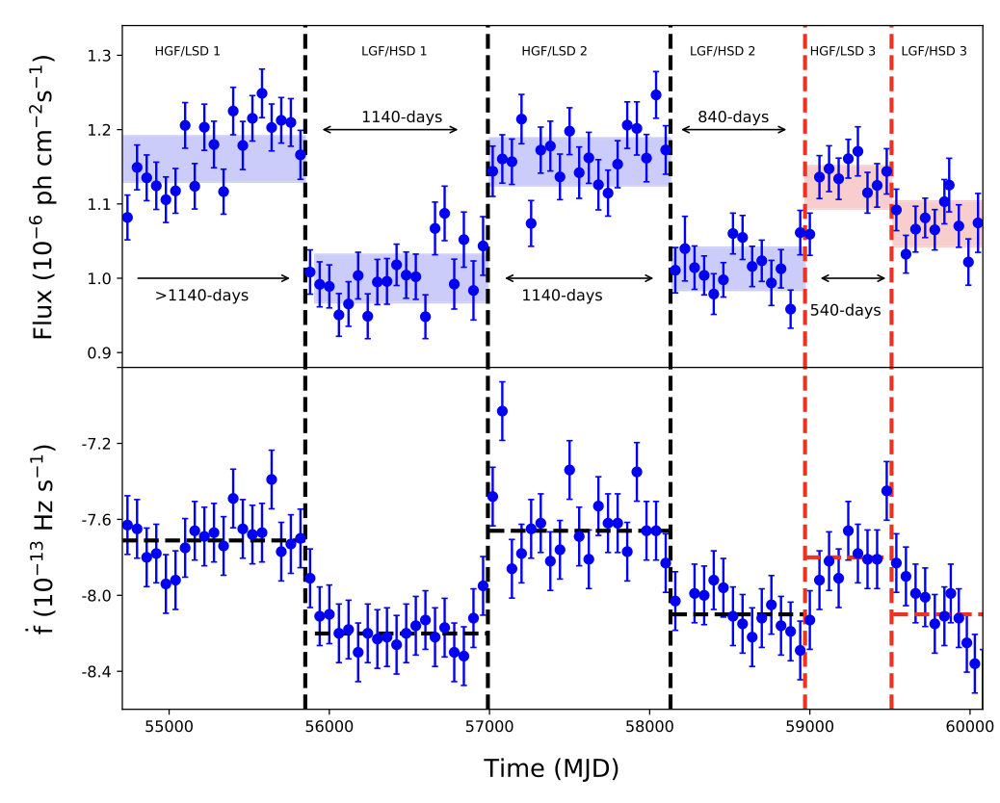 HGF/LSD 1 LGF/HSD 1 HGF/LSD 2 LGF/HSD 2 HGF/LSD 3 LGF/HSD 3
1.3
1.2
1.1
1.0
0.9
Flux (10⁻⁶ ph cm⁻²s⁻¹)
1140-days 840-days
>1140-days 1140-days 540-days
-7.2
-7.6
-8.0
-8.4
ḟ (10⁻¹³ Hz s⁻¹)
55000 56000 57000 58000 59000 60000
Time (MJD)